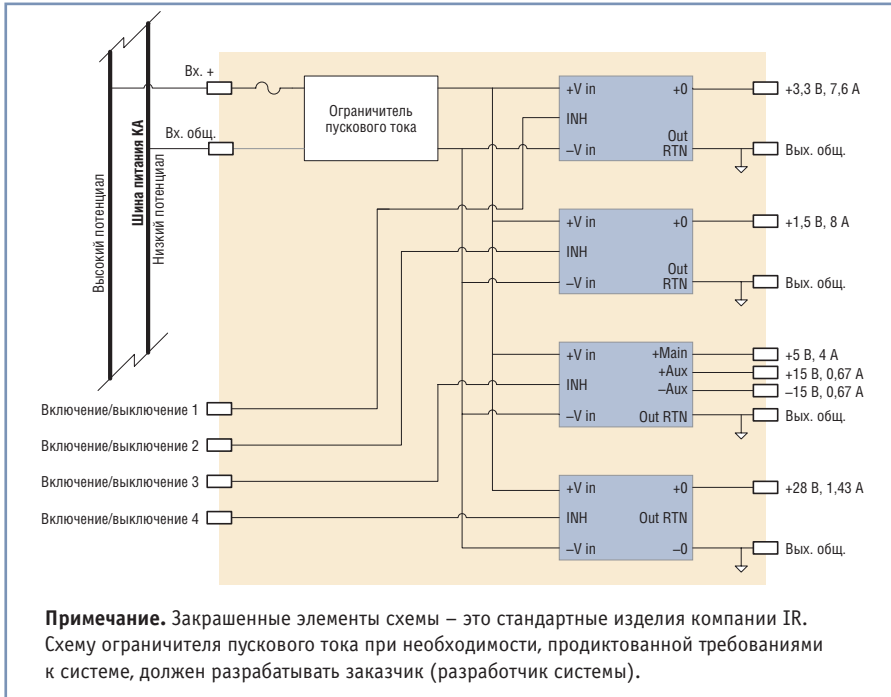 Высокий потенциал
Шина питания КА
Низкий потенциал
Вх. +
Вх. общ.
Ограничитель
пускового тока
+V in
+0
INH
Out
RTN
–V in
+3,3 В, 7,6 А
Вых. общ.
+V in
+0
INH
Out
RTN
–V in
+1,5 В, 8 А
Вых. общ.
+V in
+Main
+Aux
INH
–Aux
–V in
Out RTN
+5 В, 4 А
+15 В, 0,67 А
–15 В, 0,67 А
Вых. общ.
+V in
+0
INH
Out RTN
–V in
–0
+28 В, 1,43 А
Вых. общ.
Включение/выключение 1
Включение/выключение 2
Включение/выключение 3
Включение/выключение 4
Примечание. Закрашенные элементы схемы – это стандартные изделия компании IR.
Схему ограничителя пускового тока при необходимости, продиктованной требованиями
к системе, должен разрабатывать заказчик (разработчик системы).